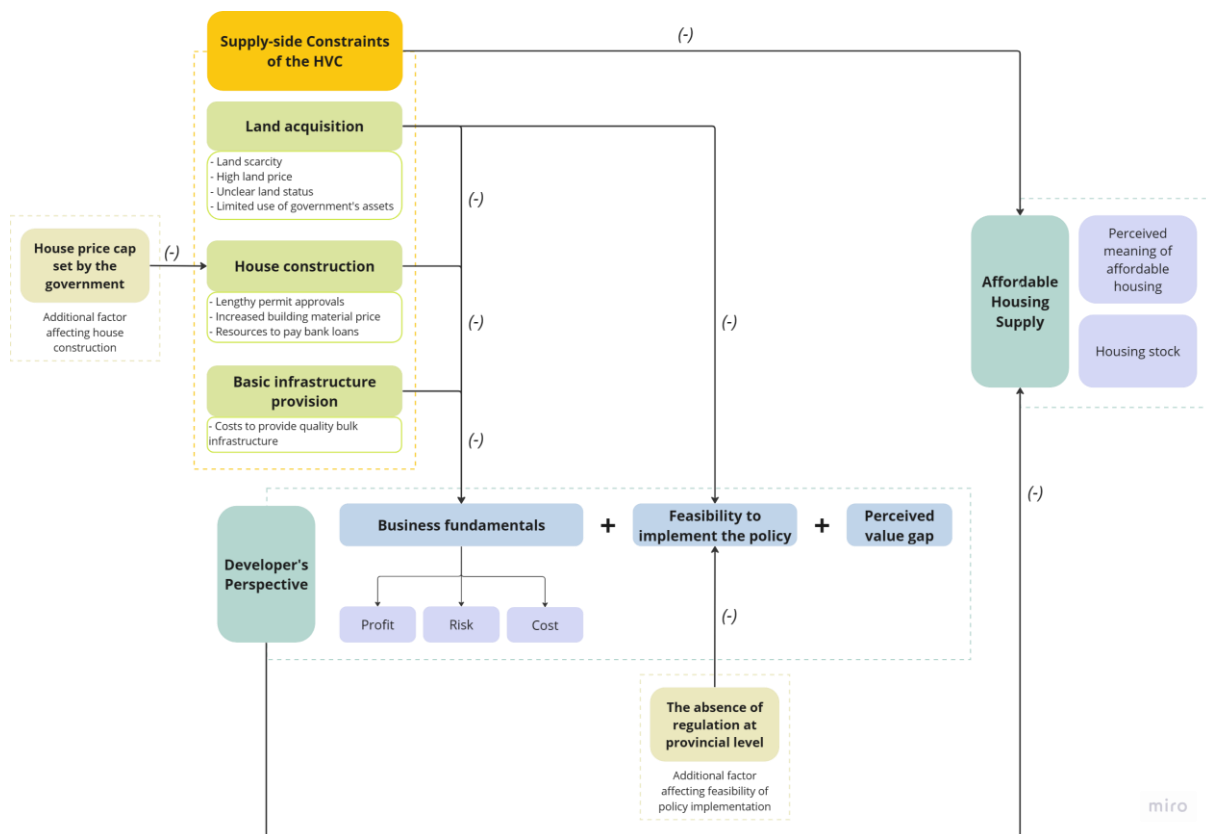 Supply-side Constraints
of the HVC
(-)
Land acquisition
- Land scarcity
- High land price
- Unclear land status
- Limited use of government's assets
(-)
House price cap
set by the
government
(-)
Additional factor
affecting house
construction
House construction
- Lengthy permit approvals
- Increased building material price
- Resources to pay bank loans
(-)
(-)
Affordable
Housing
Supply
Perceived
meaning of
affordable
housing
Housing stock
Basic infrastructure
provision
- Costs to provide quality bulk
infrastructure
(-)
(-)
Developer's
Perspective
Business fundamentals
+
Feasibility to
implement the policy
+
Perceived
value gap
Profit
Risk
Cost
(-)
The absence of
regulation at
provincial level
Additional factor
affecting feasibility of
policy implementation
miro